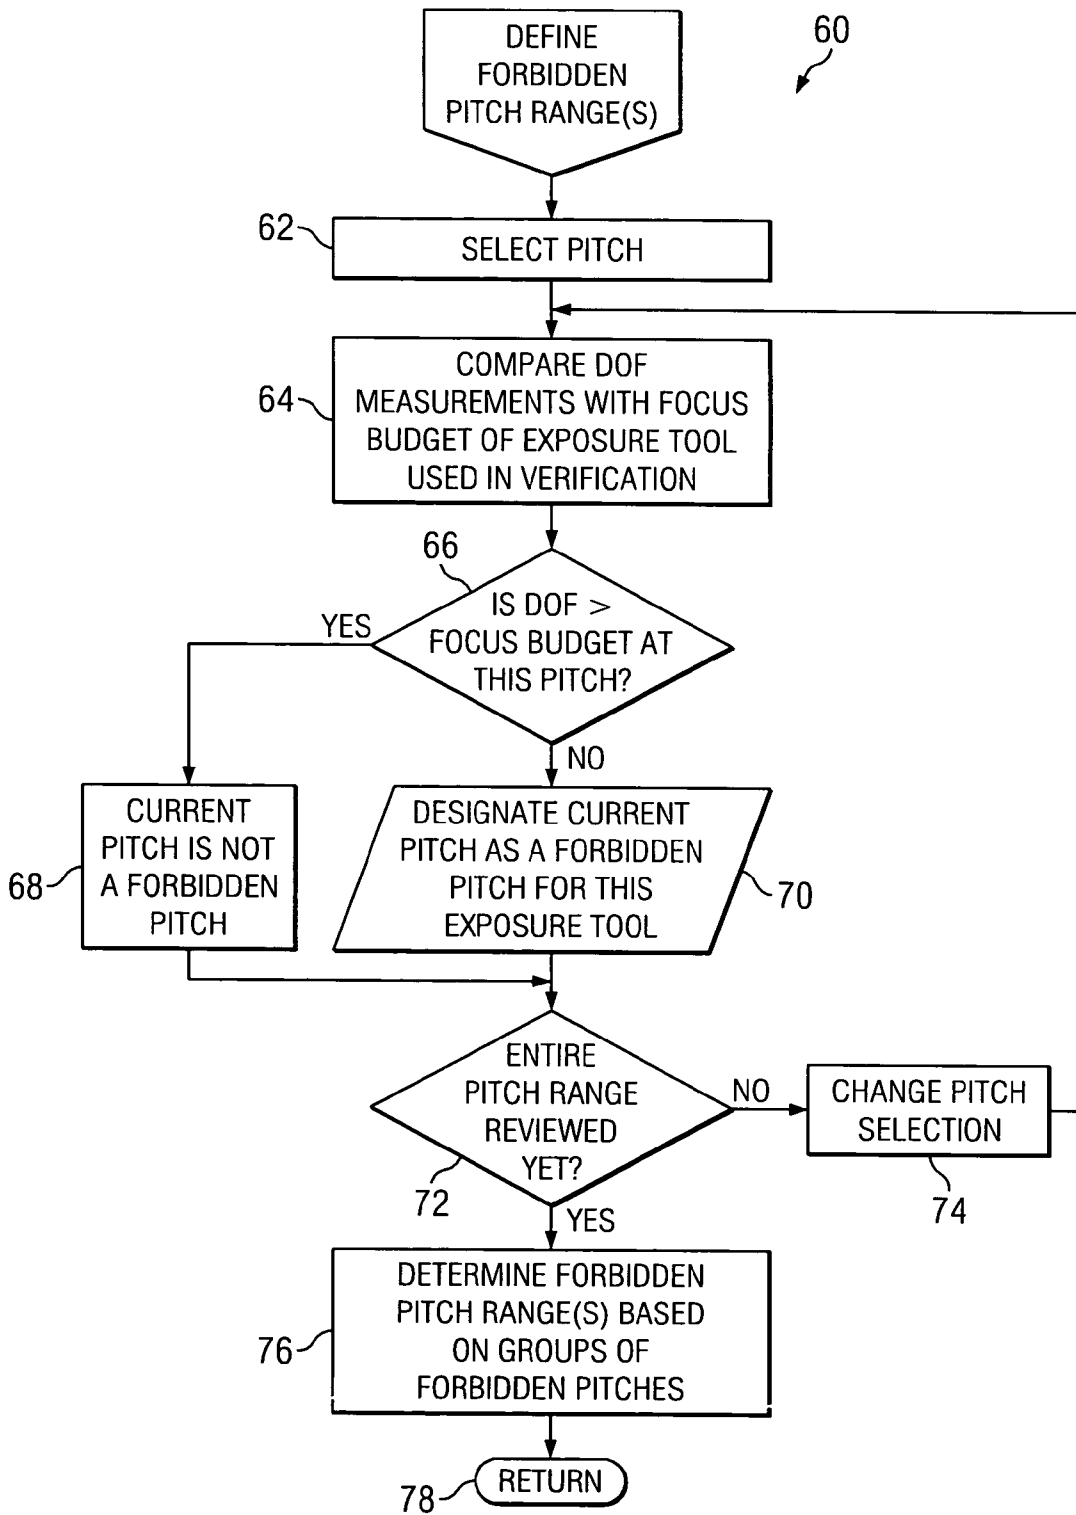 DEFINE
FORBIDDEN
PITCH RANGE(S)
60
62
SELECT PITCH
64
COMPARE DOF
MEASUREMENTS WITH FOCUS
BUDGET OF EXPOSURE TOOL
USED IN VERIFICATION
66
IS DOF >
FOCUS BUDGET AT
THIS PITCH?
YES
NO
68
CURRENT
PITCH IS NOT
A FORBIDDEN
PITCH
DESIGNATE CURRENT
PITCH AS A FORBIDDEN
PITCH FOR THIS
EXPOSURE TOOL
70
ENTIRE
PITCH RANGE
REVIEWED
YET?
72
NO
CHANGE PITCH
SELECTION
74
YES
76
DETERMINE FORBIDDEN
PITCH RANGE(S) BASED
ON GROUPS OF
FORBIDDEN PITCHES
78
RETURN